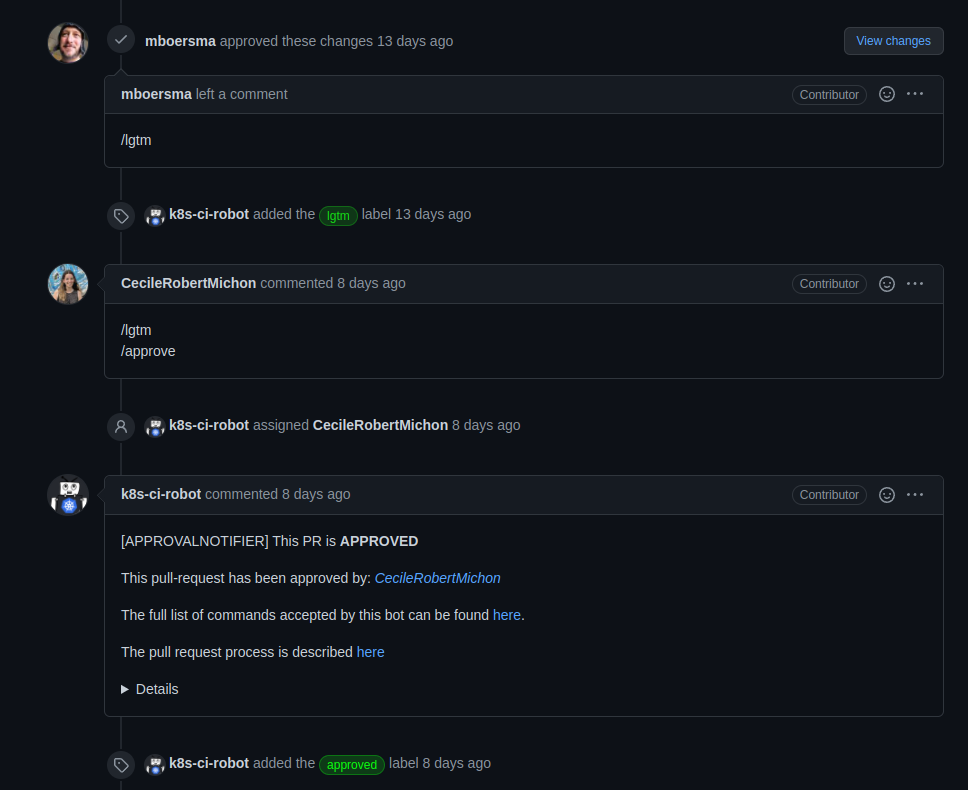 mboersma approved these changes 13 days ago
View changes
mboersma left a comment
Contributor
/lgtm
k8s-ci-robot added the lgtm label 13 days ago
CecileRobertMichon commented 8 days ago
Contributor
/lgtm
/approve
k8s-ci-robot assigned CecileRobertMichon 8 days ago
k8s-ci-robot commented 8 days ago
Contributor
[APPROVALNOTIFIER] This PR is APPROVED
This pull-request has been approved by: CecileRobertMichon
The full list of commands accepted by this bot can be found here.
The pull request process is described here
Details
k8s-ci-robot added the approved label 8 days ago